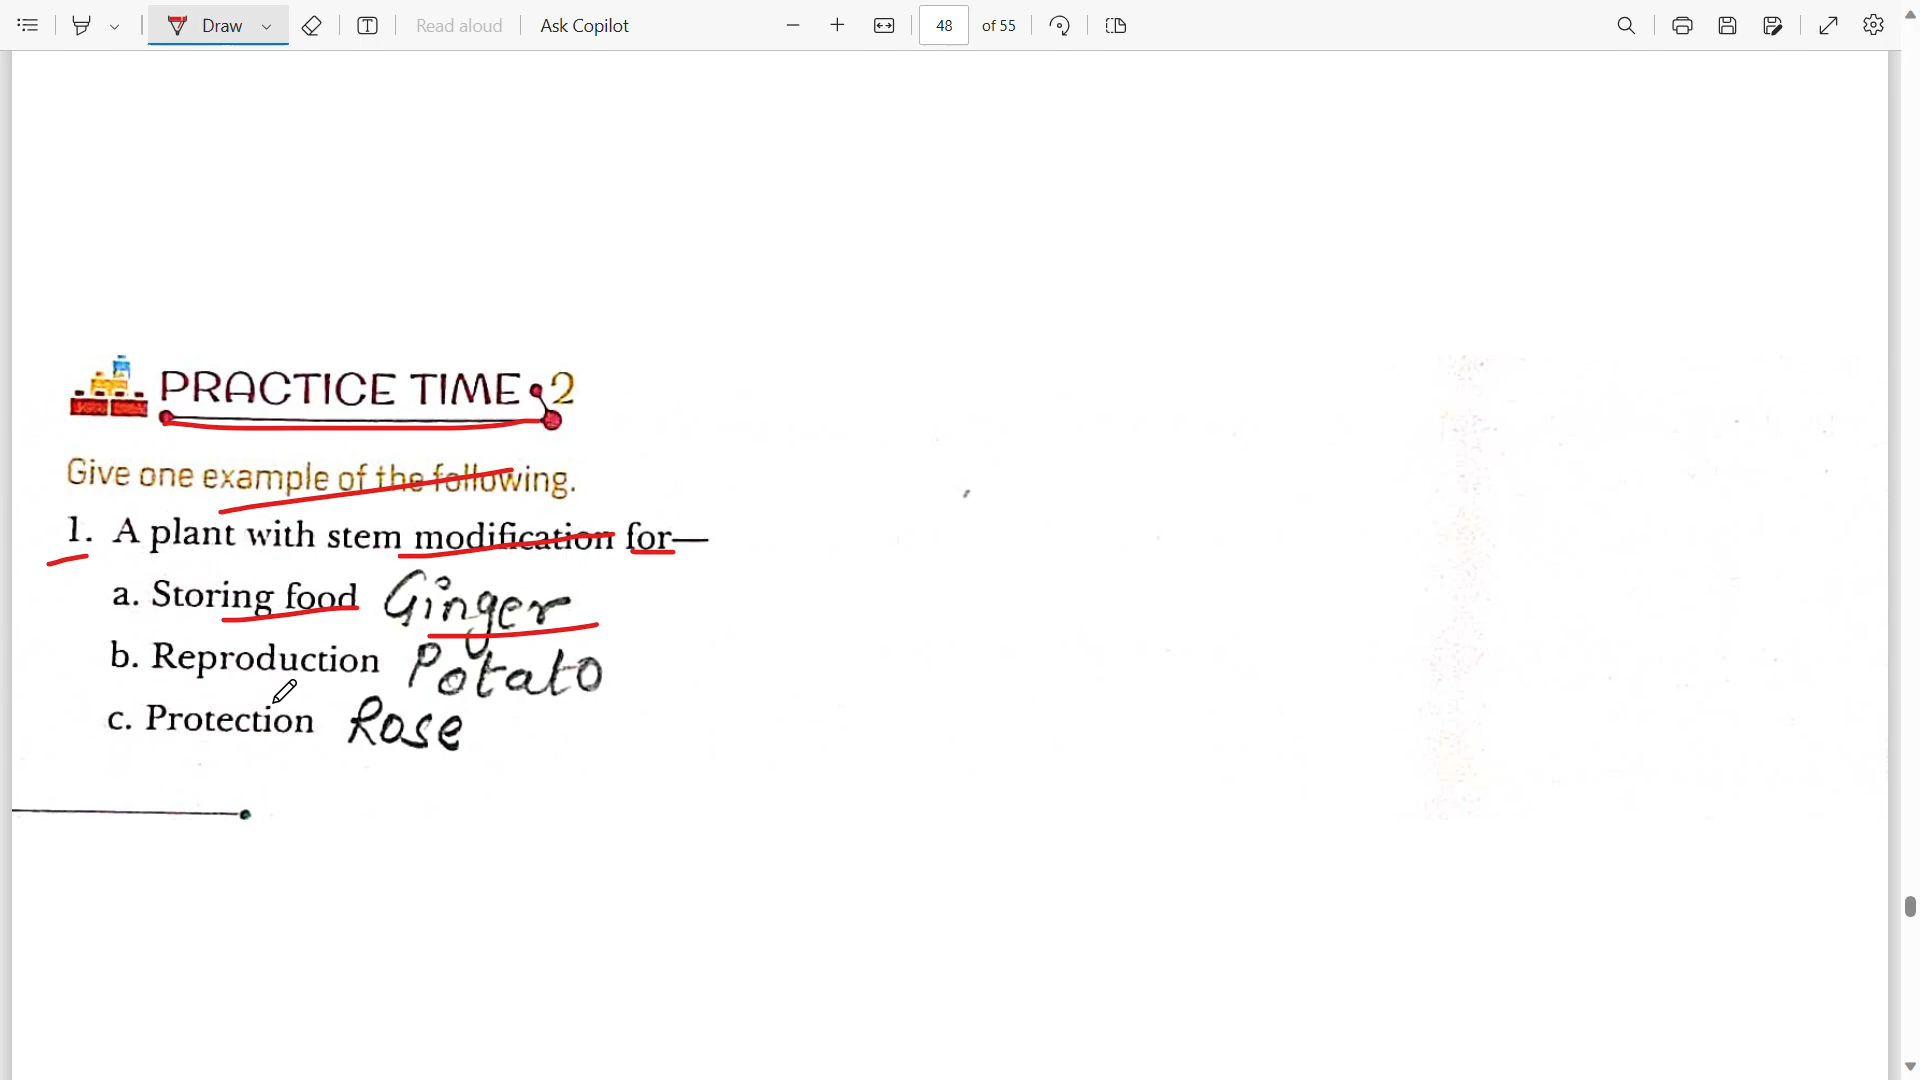 Draw
Read aloud
Ask Copilot
48 of 55
PRACTICE TIME 2
Give one example of the following.
1. A plant with stem modification for—
a. Storing food Ginger
b. Reproduction Potato
c. Protection Rose